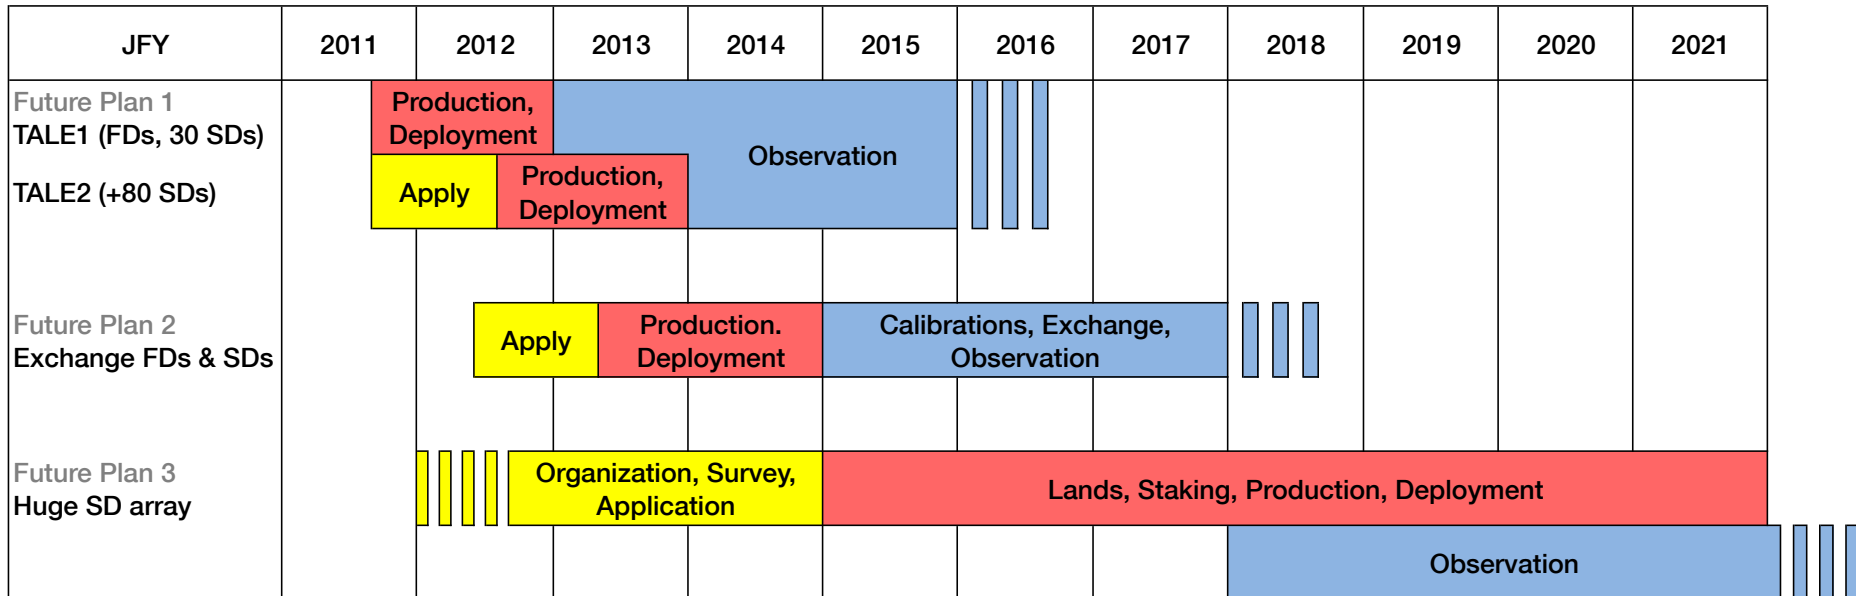 JFY 2011 2012 2013 2014 2015 2016 2017 2018 2019 2020 2021
Future Plan 1
TALE1 (FDs, 30 SDs)
Production,
Deployment
Observation
TALE2 (+80 SDs)
Apply
Production,
Deployment
Future Plan 2
Exchange FDs & SDs
Apply
Production.
Deployment
Calibrations, Exchange,
Observation
Future Plan 3
Huge SD array
Organization, Survey,
Application
Lands, Staking, Production, Deployment
Observation